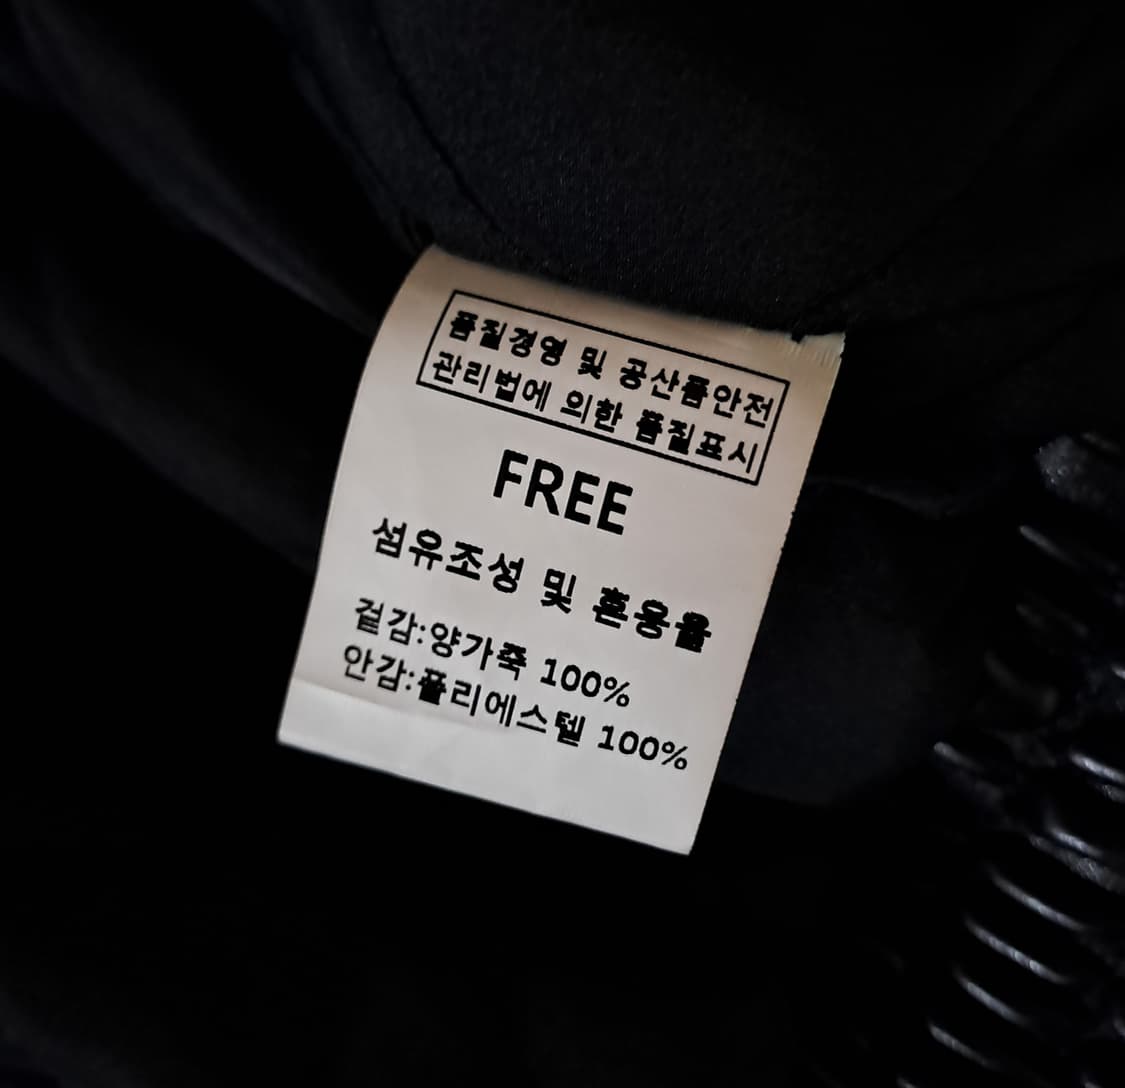 품질경영 및 공산품안전
관리법에 의한 품질표시
FREE
섬유조성 및 혼용율
겉감:양가죽 100%
안감:폴리에스텔 100%